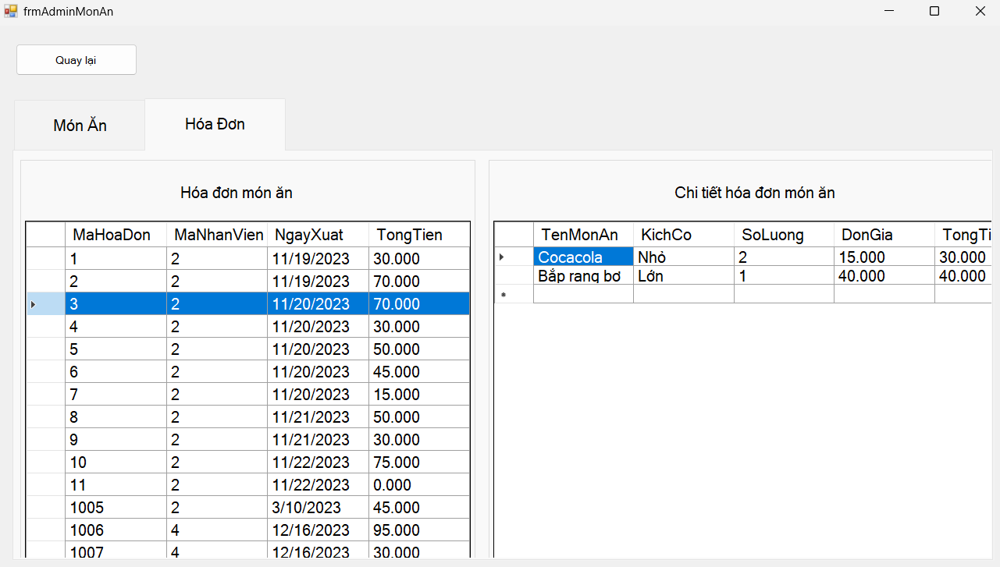 frmAdminMonAn
Quay lại
Món Ăn Hóa Đơn
Hóa đơn món ăn
MaHoaDon MaNhanVien NgayXuat TongTien
1 2 11/19/2023 30.000
2 2 11/19/2023 70.000
3 2 11/20/2023 70.000
4 2 11/20/2023 30.000
5 2 11/20/2023 50.000
6 2 11/20/2023 45.000
7 2 11/20/2023 15.000
8 2 11/21/2023 50.000
9 2 11/21/2023 30.000
10 2 11/22/2023 75.000
11 2 11/22/2023 0.000
1005 2 3/10/2023 45.000
1006 4 12/16/2023 95.000
1007 4 12/16/2023 30.000
Chi tiết hóa đơn món ăn
TenMonAn KichCo SoLuong DonGia TongTi
Cocacola Nhỏ 2 15.000 30.000
Bắp rang bơ Lớn 1 40.000 40.000